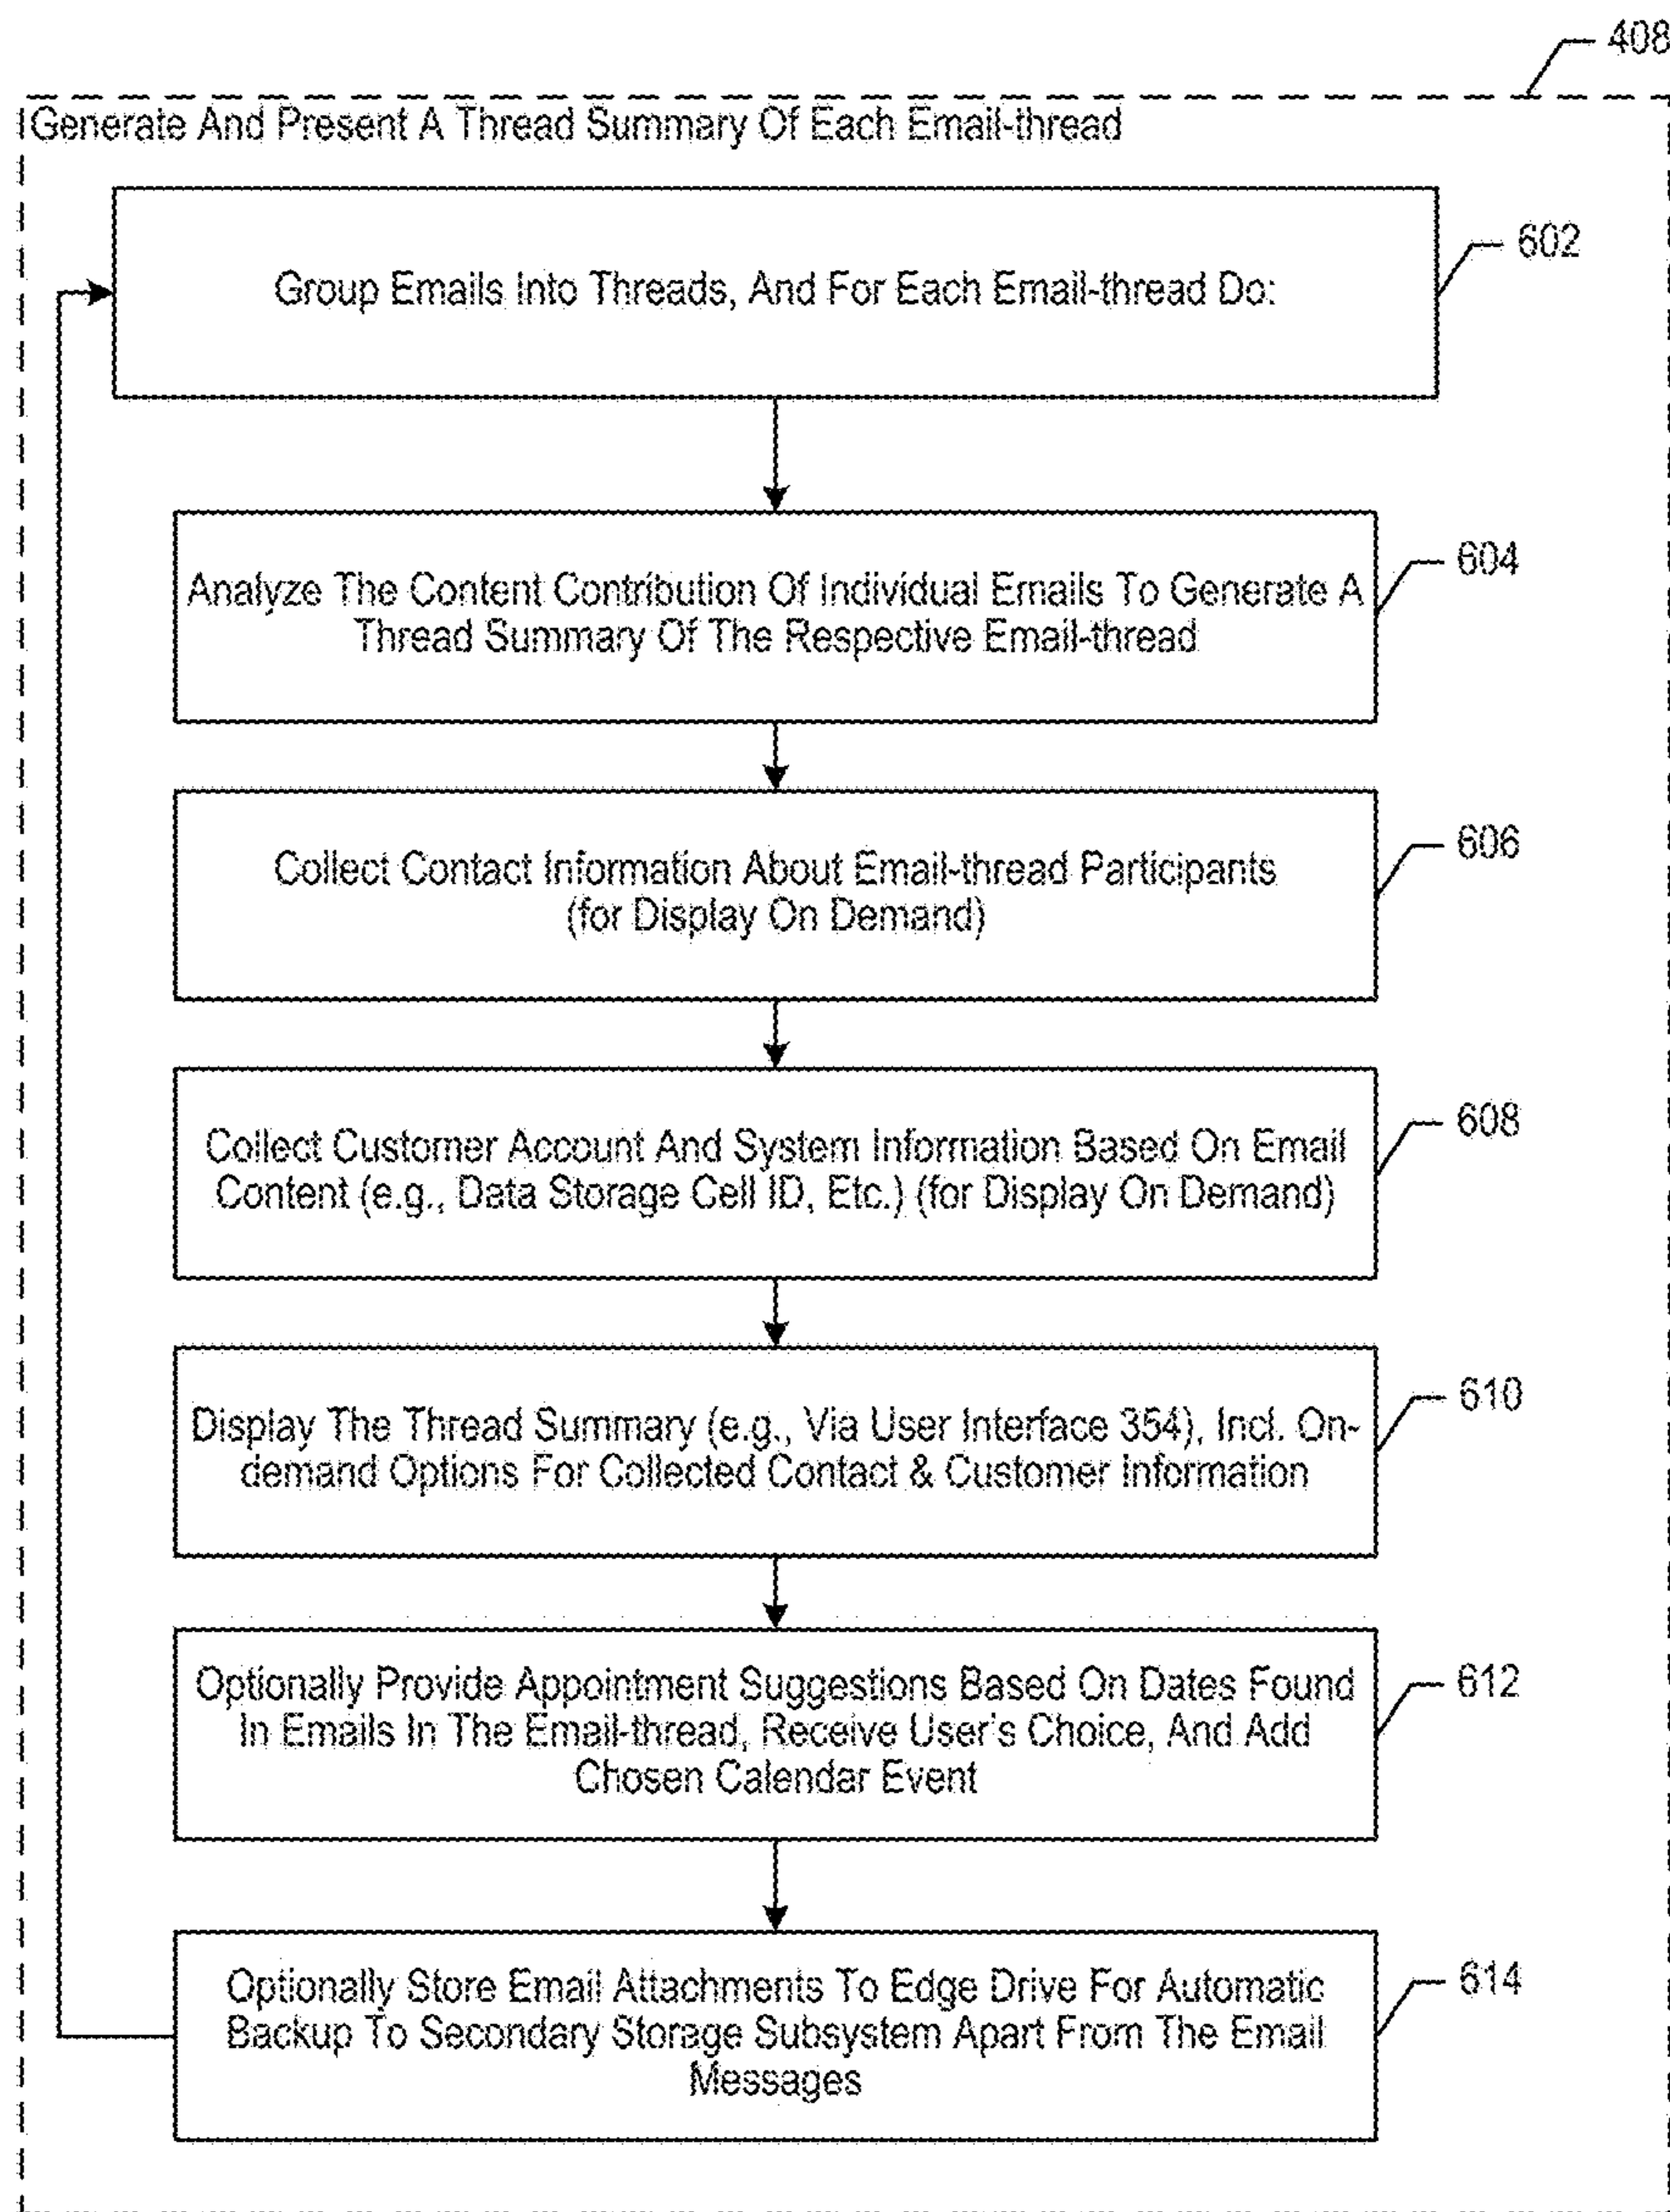 408
Generate And Present A Thread Summary Of Each Email-thread
Group Emails Into Threads, And For Each Email-thread Do:
602
Analyze The Content Contribution Of Individual Emails To Generate A
Thread Summary Of The Respective Email-thread
604
Collect Contact Information About Email-thread Participants
(for Display On Demand)
606
Collect Customer Account And System Information Based On Email
Content (e.g., Data Storage Cell ID, Etc.) (for Display On Demand)
608
Display The Thread Summary (e.g., Via User Interface 354), Incl. On-
demand Options For Collected Contact & Customer Information
610
Optionally Provide Appointment Suggestions Based On Dates Found
In Emails In The Email-thread, Receive User's Choice, And Add
Chosen Calendar Event
612
Optionally Store Email Attachments To Edge Drive For Automatic
Backup To Secondary Storage Subsystem Apart From The Email
Messages
614